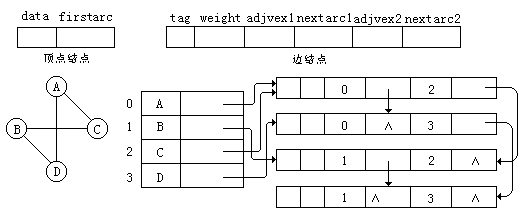 data firstarc
tag weight adjvex1 nextarc1 adjvex2 nextarc2
顶点结点
边结点
A
B
C
D
0 A
1 B
2 C
3 D
0 2
0 ∧ 3
1 2 ∧
1 ∧ 3 ∧